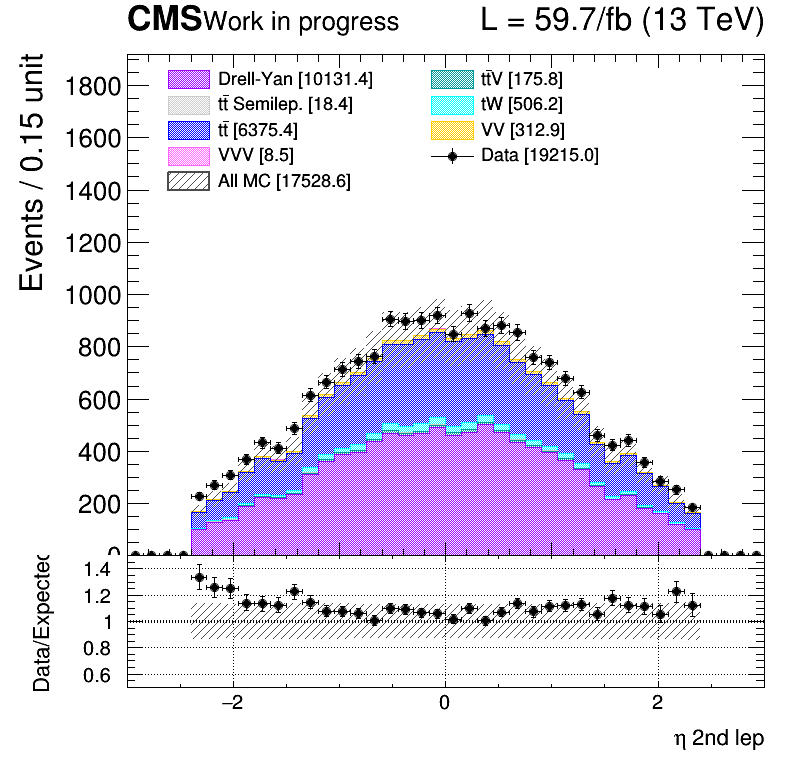 CMS Work in progress L = 59.7/fb (13 TeV)
Events / 0.15 unit
1800
1600
1400
1200
1000
800
600
400
200
0
Drell-Yan [10131.4]
tt̄ Semilep. [18.4]
tt̄ [6375.4]
VVV [8.5]
All MC [17528.6]
tt̄V [175.8]
tW [506.2]
VV [312.9]
Data [19215.0]
Data/Expected
1.4
1.2
1
0.8
0.6
−2 0 2
η 2nd lep